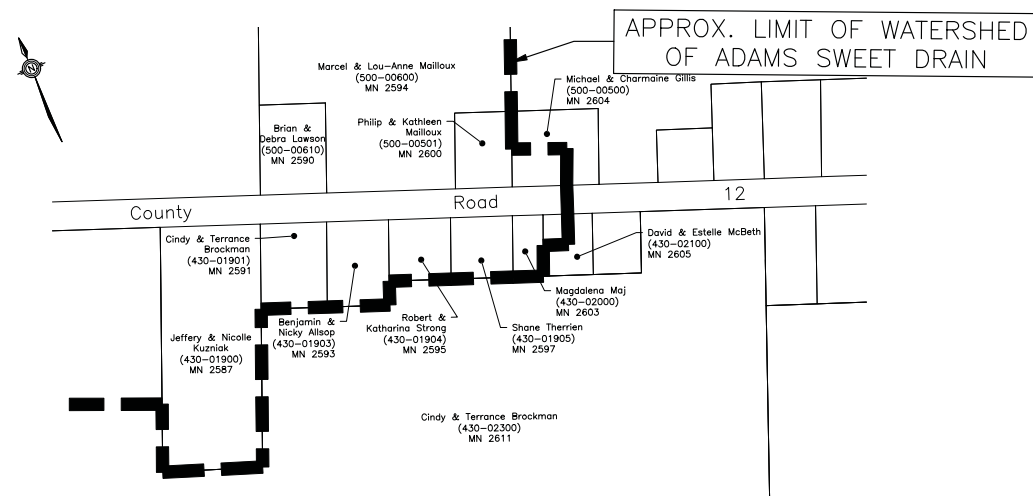 APPROX. LIMIT OF WATERSHED
OF ADAMS SWEET DRAIN
N
Marcel & Lou-Anne Mailloux
(500-00600)
MN 2594
Michael & Charmaine Gillis
(500-00500)
MN 2604
Brian &
Debra Lawson
(500-00610)
MN 2590
Philip & Kathleen
Mailloux
(500-00501)
MN 2600
County Road 12
Cindy & Terrance
Brockman
(430-01901)
MN 2591
David & Estelle McBeth
(430-02100)
MN 2605
Magdalena Maj
(430-02000)
MN 2603
Jeffery & Nicolle
Kuzniak
(430-01900)
MN 2587
Benjamin &
Nicky Allsop
(430-01903)
MN 2593
Robert &
Katharina Strong
(430-01904)
MN 2595
Shane Therrien
(430-01905)
MN 2597
Cindy & Terrance Brockman
(430-02300)
MN 2611